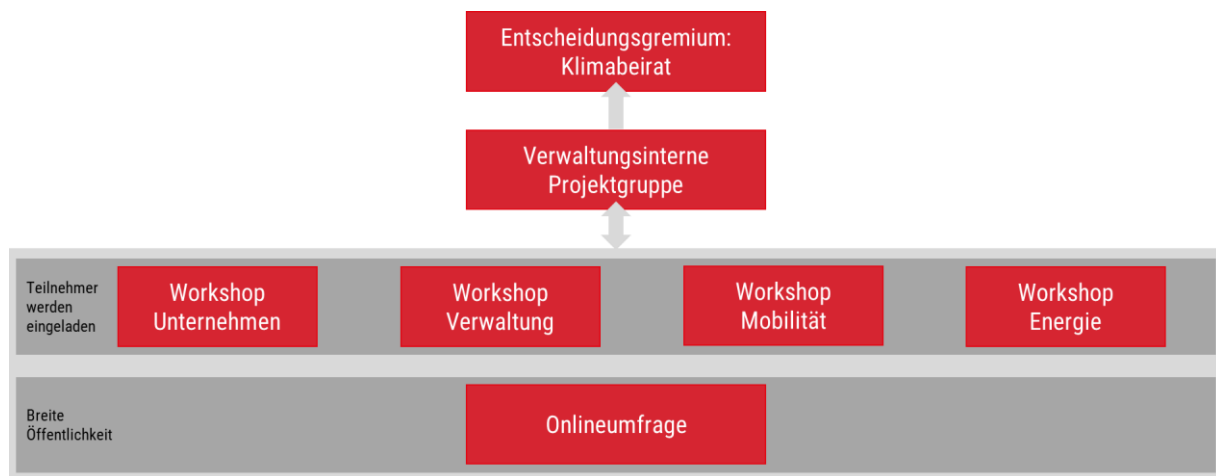 Entscheidungsgremium:
Klimabeirat
Verwaltungsinterne
Projektgruppe
Teilnehmer
werden
eingeladen
Workshop
Unternehmen
Workshop
Verwaltung
Workshop
Mobilität
Workshop
Energie
Breite
Öffentlichkeit
Onlineumfrage